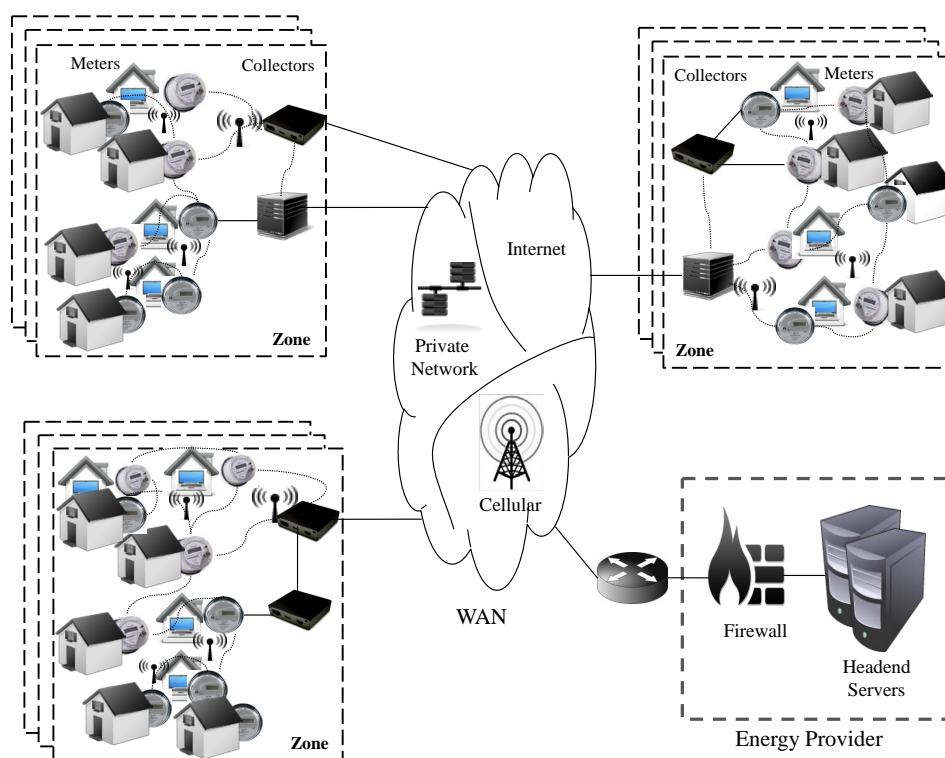 Meters
Collectors
Zone
Collectors
Meters
Zone
Internet
Private
Network
Cellular
WAN
Zone
Firewall
Headend
Servers
Energy Provider